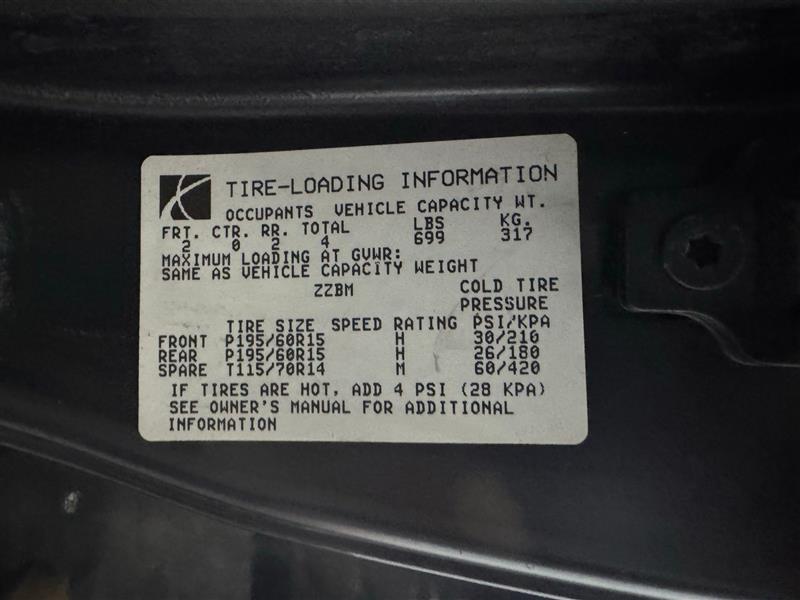 TIRE-LOADING INFORMATION
OCCUPANTS VEHICLE CAPACITY WT.
FRT. CTR. RR. TOTAL LBS KG.
2 0 2 4 699 317
MAXIMUM LOADING AT GVWR:
SAME AS VEHICLE CAPACITY WEIGHT
ZZBM COLD TIRE
PRESSURE
TIRE SIZE SPEED RATING PSI/KPA
FRONT P195/60R15 H 30/210
REAR P195/60R15 H 26/180
SPARE T115/70R14 M 60/420
IF TIRES ARE HOT, ADD 4 PSI (28 KPA)
SEE OWNER'S MANUAL FOR ADDITIONAL
INFORMATION